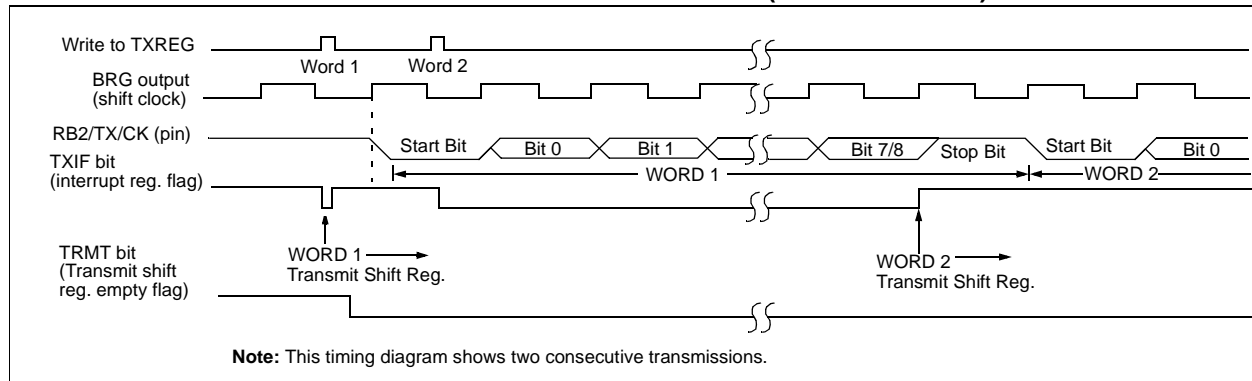 Write to TXREG
Word 1
Word 2
BRG output
(shift clock)
RB2/TX/CK (pin)
Start Bit
Bit 0
Bit 1
Bit 7/8
Stop Bit
Start Bit
Bit 0
TXIF bit
(interrupt reg. flag)
WORD 1
WORD 2
WORD 1
Transmit Shift Reg.
WORD 2
Transmit Shift Reg.
TRMT bit
(Transmit shift
reg. empty flag)
Note: This timing diagram shows two consecutive transmissions.